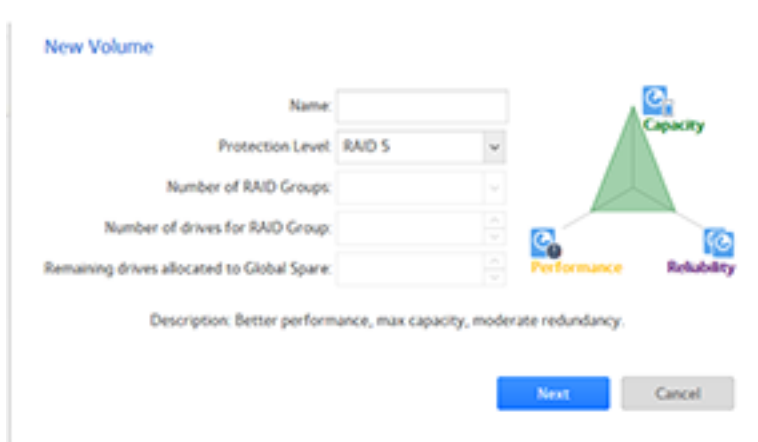 New Volume
Name:
Capacity
Protection Level: RAID 5
Number of RAID Groups:
Number of drives for RAID Group:
Remaining drives allocated to Global Spare:
Performance
Reliability
Description: Better performance, max capacity, moderate redundancy.
Next
Cancel